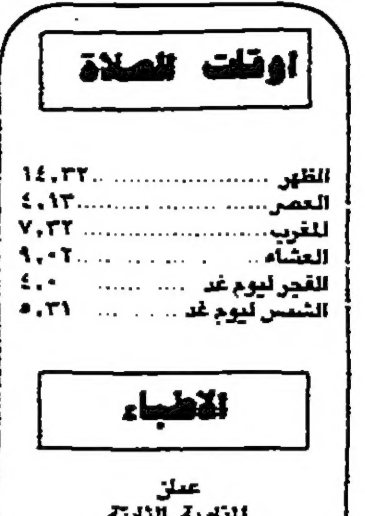 اوقات الصلاة
الظهر ١٤,٣٢
العصر ٤,١٣
المغرب ٧,٣٢
العشاء ٩,٠٢
الفجر ليوم غد ٤,٠
الشمس ليوم غد ٥,٣١
الاطباء
عمان